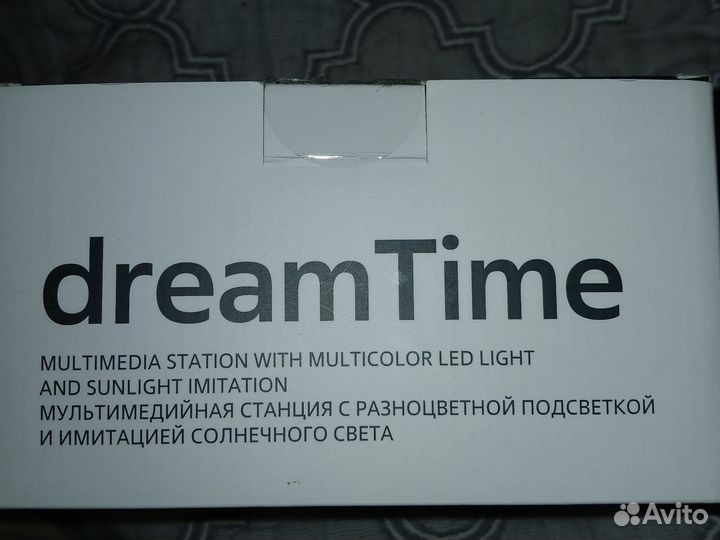 dreamTime
MULTIMEDIA STATION WITH MULTICOLOR LED LIGHT
AND SUNLIGHT IMITATION
МУЛЬТИМЕДИЙНАЯ СТАНЦИЯ С РАЗНОЦВЕТНОЙ ПОДСВЕТКОЙ
И ИМИТАЦИЕЙ СОЛНЕЧНОГО СВЕТА
Avito